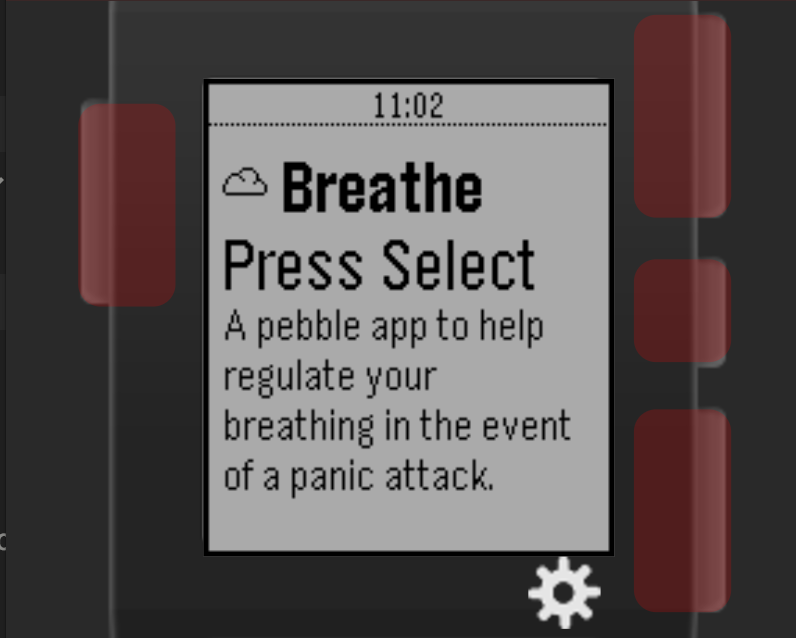 11:02
Breathe
Press Select
A pebble app to help
regulate your
breathing in the event
of a panic attack.